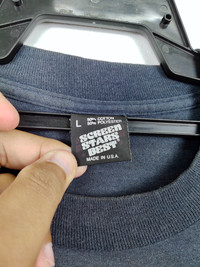 L
50% COTTON
50% POLYESTER
SCREEN
STARS
BEST
MADE IN U.S.A.